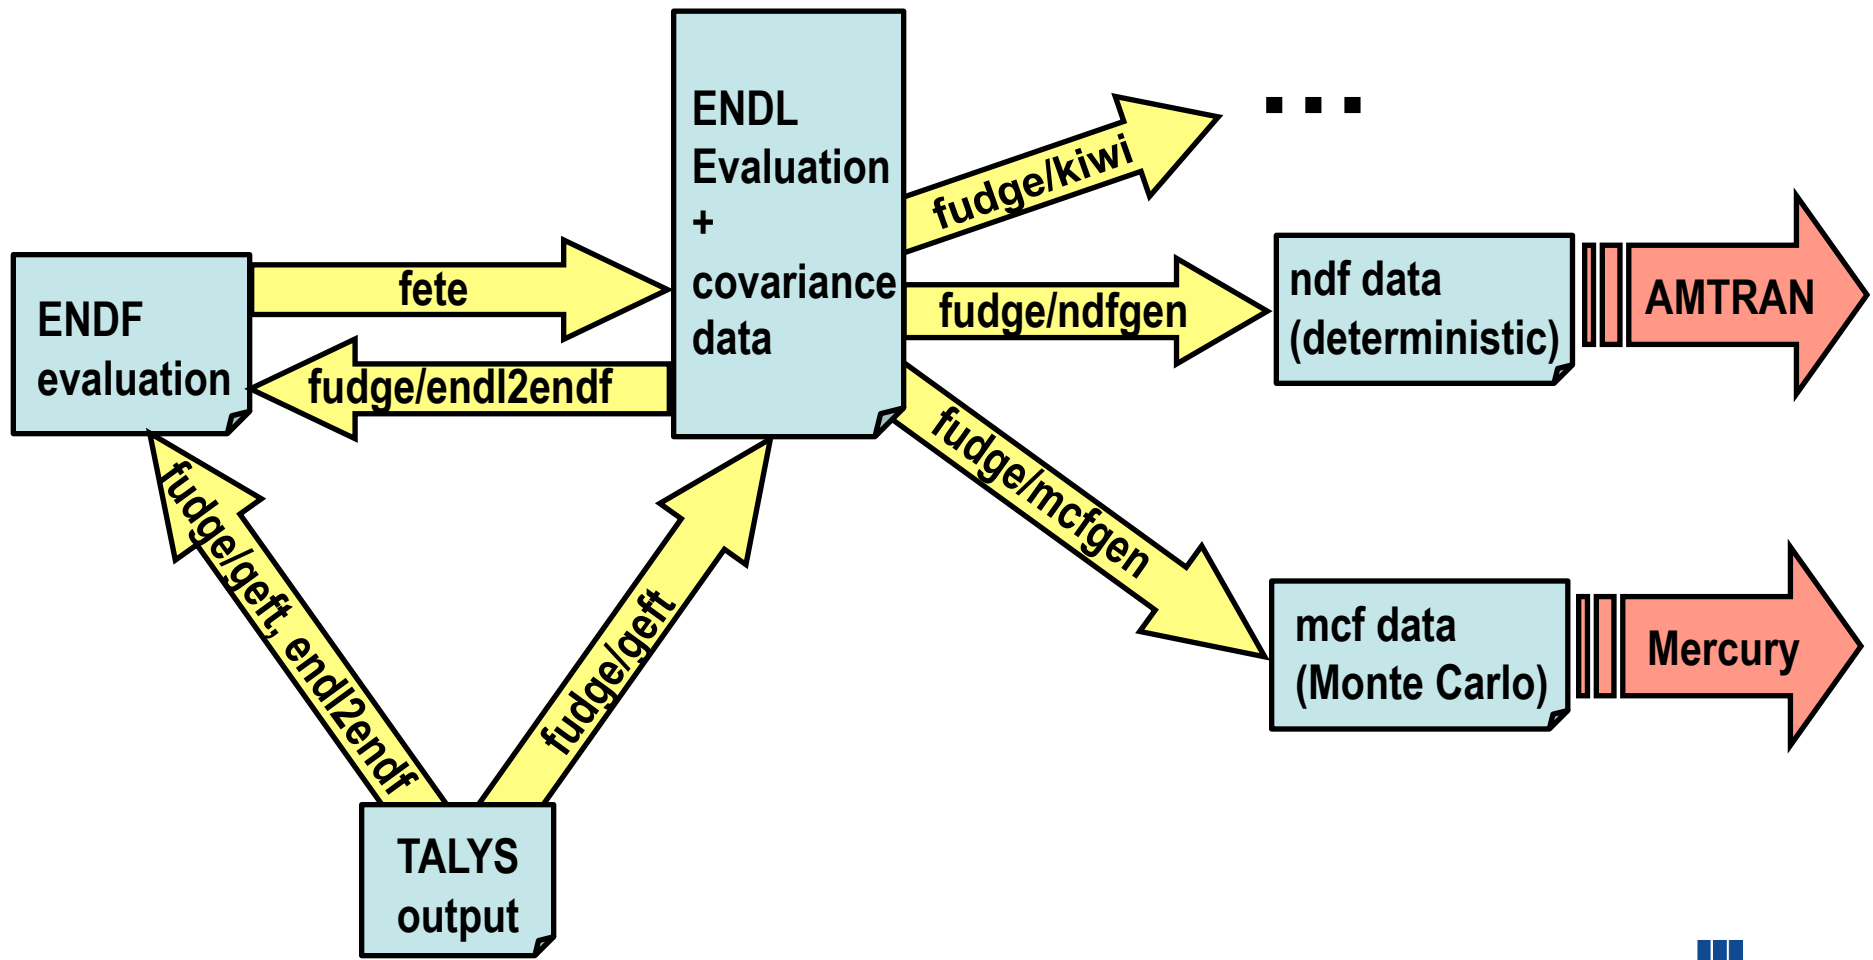 ENDL
Evaluation
+
covariance
data
fudge/kiwi
...
ENDF
evaluation
fete
fudge/endl2endf
fudge/ndfgen
ndf data
(deterministic)
AMTRAN
fudge/mcfgen
mcf data
(Monte Carlo)
Mercury
fudge/geft, endl2endf
fudge/geft
TALYS
output